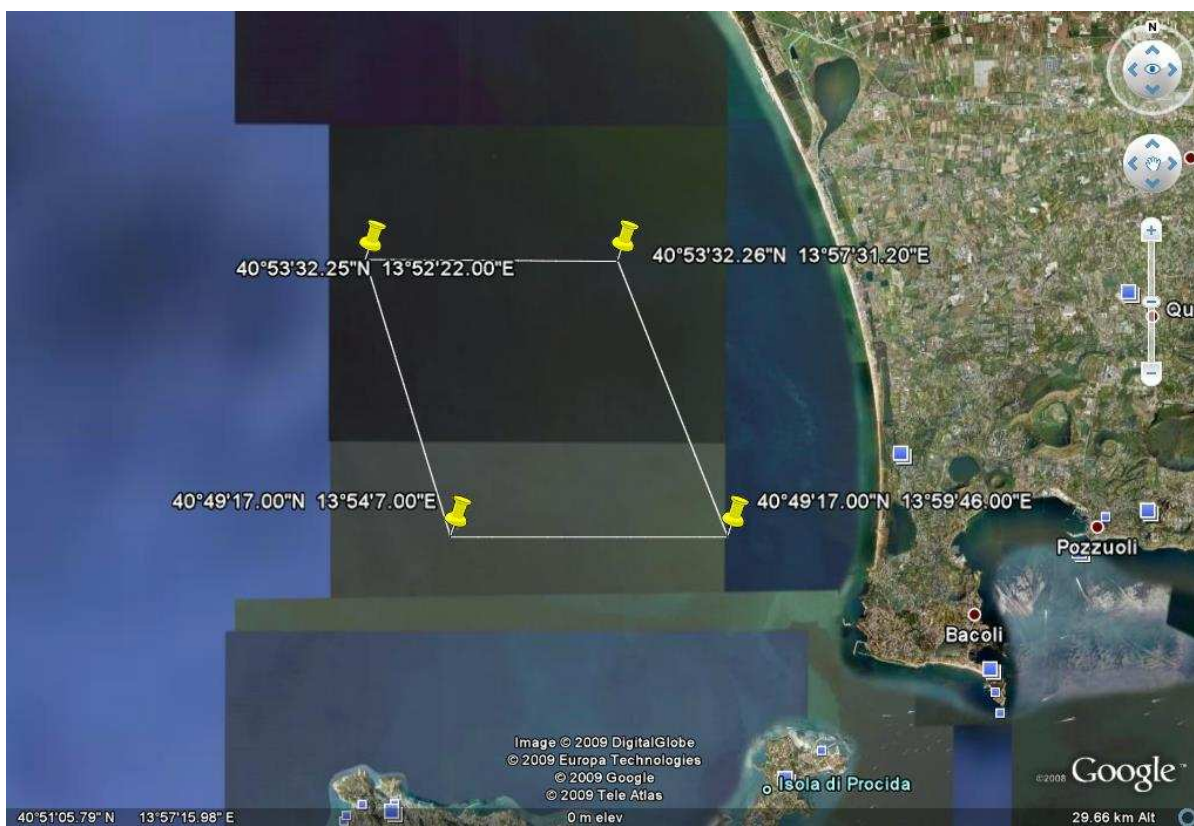 N
40°53'32.25"N 13°52'22.00"E
40°53'32.26"N 13°57'31.20"E
Qu
40°49'17.00"N 13°54'7.00"E
40°49'17.00"N 13°59'46.00"E
Pozzuoli
Bacoli
Image © 2009 DigitalGlobe
© 2009 Europa Technologies
© 2009 Google
© 2009 Tele Atlas
Isola di Procida
©2008 Google™
40°51'05.79" N 13°57'15.98" E
0 m elev
29.66 km Alt